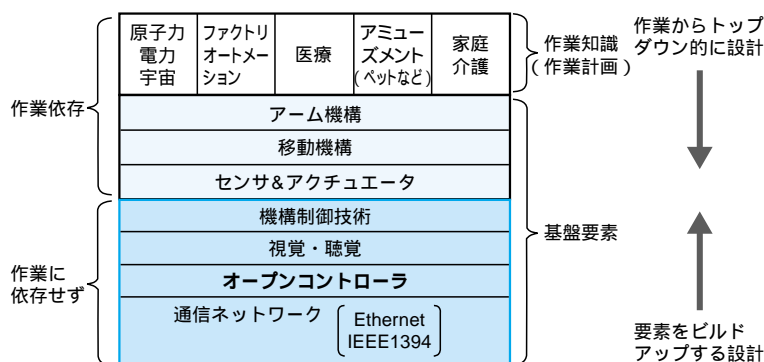 原子力
電力
宇宙
ファクトリ
オートメー
ション
医療
アミュー
ズメント
(ペットなど)
家庭
介護
作業知識
(作業計画)
作業からトップ
ダウン的に設計
作業依存
アーム機構
移動機構
センサ&アクチュエータ
機構制御技術
視覚・聴覚
オープンコントローラ
通信ネットワーク
Ethernet
IEEE1394
基盤要素
作業に
依存せず
要素をビルド
アップする設計